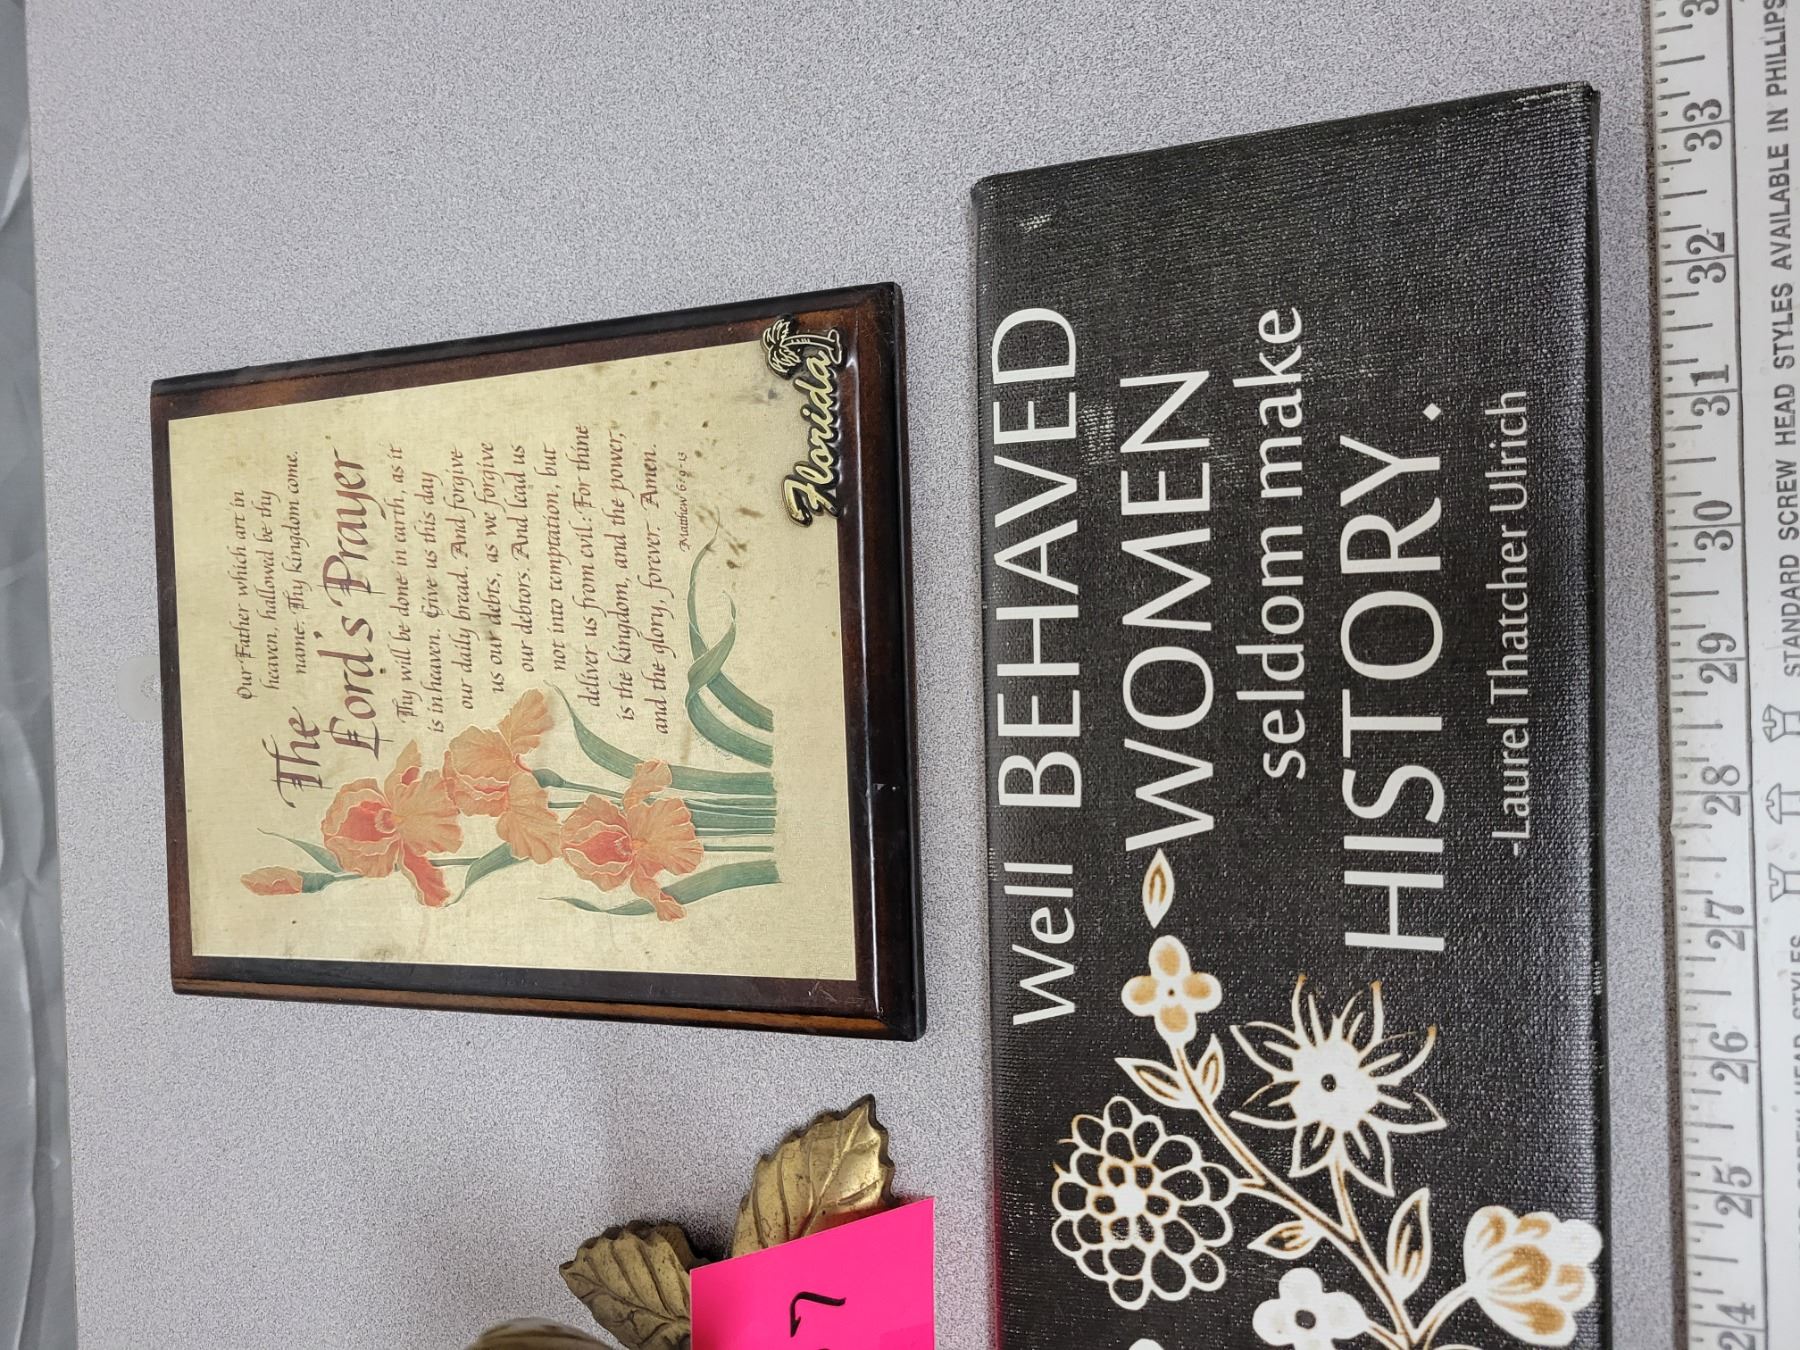 Our Father which art in
heaven, hallowed be thy
name. Thy kingdom come.
The
Lord's Prayer
Thy will be done in earth, as it
is in heaven. Give us this day
our daily bread. And forgive
us our debts, as we forgive
our debtors. And lead us
not into temptation, but
deliver us from evil: For thine
is the kingdom, and the power,
and the glory, forever. Amen.
Matthew 6:9-13
Florida
Well BEHAVED
WOMEN
seldom make
HISTORY.
-Laurel Thatcher Ulrich
7
24 25 26 27 28 29 30 31 32 33
STANDARD SCREW HEAD STYLES AVAILABLE IN PHILLIPS